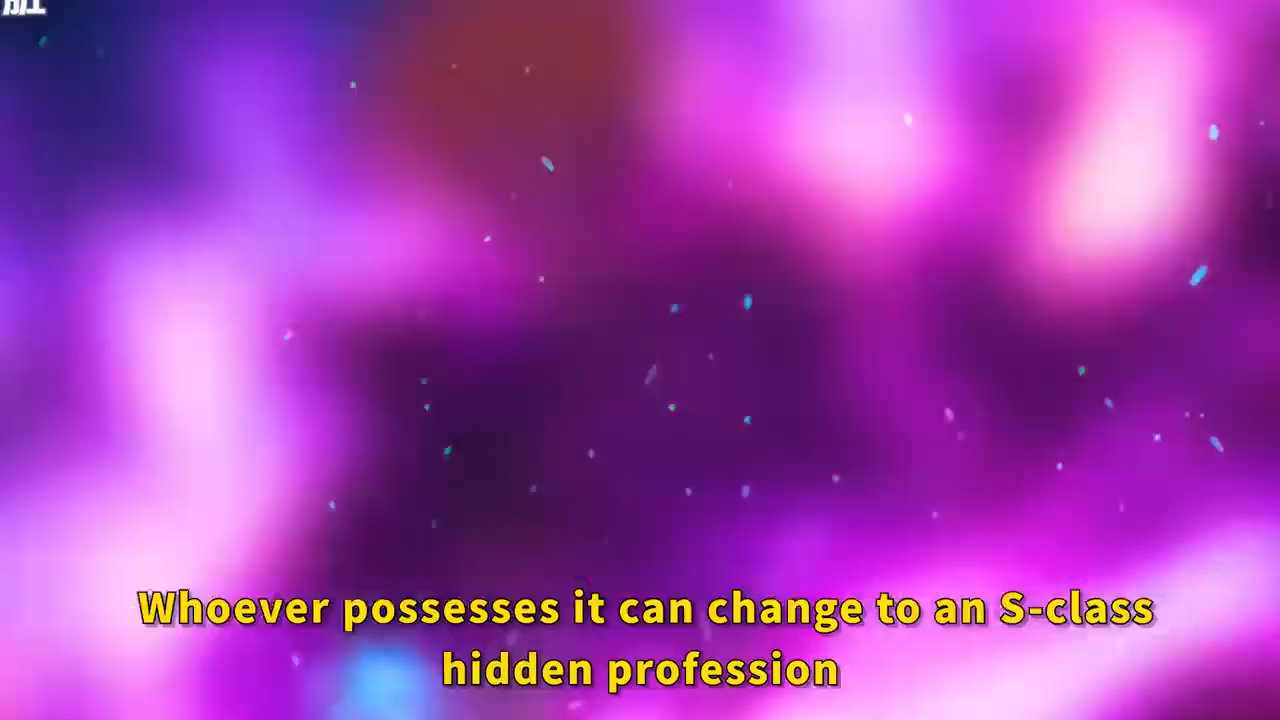 Whoever possesses it can change to an S-class
hidden profession